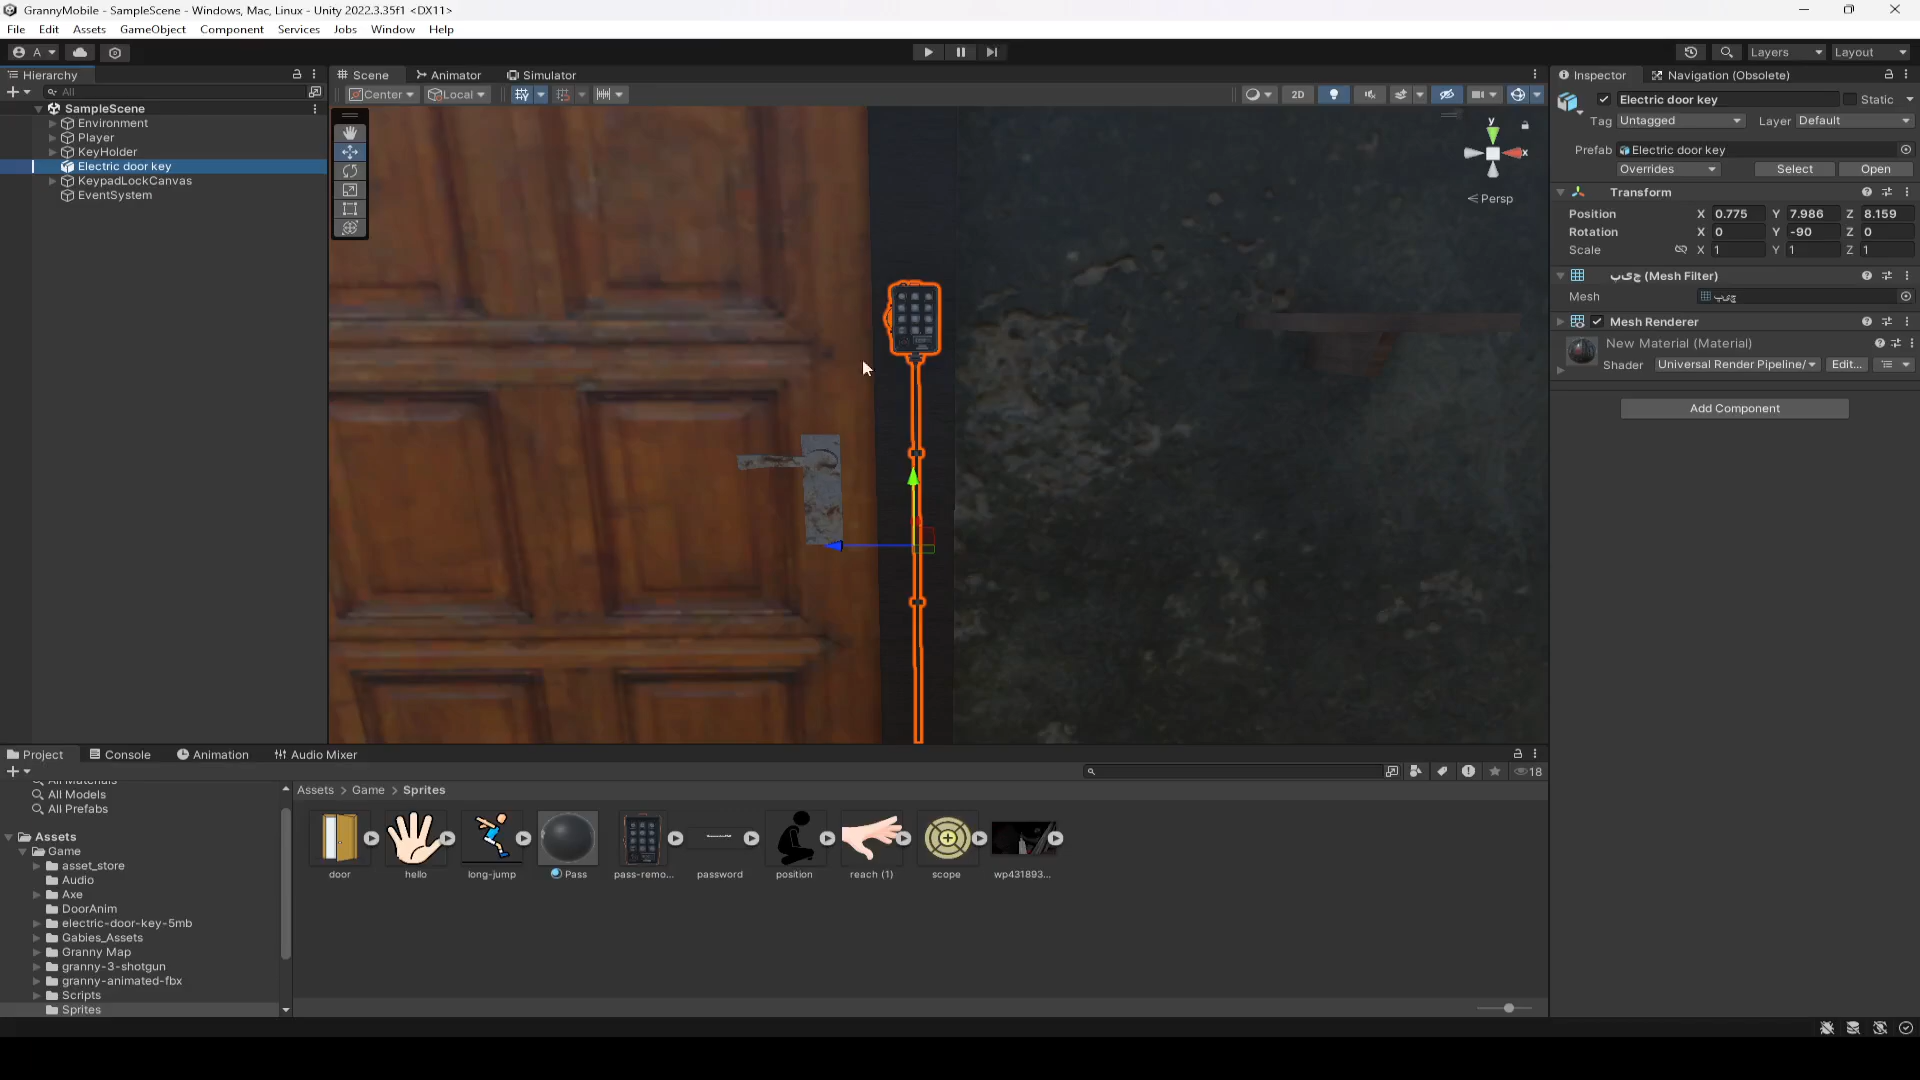 GrannyMobile - SampleScene - Windows, Mac, Linux - Unity 2022.3.35f1 <DX11>
File Edit Assets GameObject Component Services Jobs Window Help
A Layers Layout
Hierarchy
All
SampleScene
Environment
Player
KeyHolder
Electric door key
KeypadLockCanvas
EventSystem
Scene Animator Simulator
Center Local 2D
y
x
< Persp
Inspector Navigation (Obsolete)
Electric door key Static
Tag Untagged Layer Default
Prefab Electric door key
Overrides Select Open
Transform
Position X 0.775 Y 7.986 Z 8.159
Rotation X 0 Y -90 Z 0
Scale X 1 Y 1 Z 1
(Mesh Filter)
Mesh
Mesh Renderer
New Material (Material)
Shader Universal Render Pipeline/ Edit...
Add Component
Project Console Animation Audio Mixer
18
All Materials
All Models
All Prefabs
Assets
Game
asset_store
Audio
Axe
DoorAnim
electric-door-key-5mb
Gabies_Assets
Granny Map
granny-3-shotgun
granny-animated-fbx
Scripts
Sprites
Assets > Game > Sprites
door hello long-jump Pass pass-remo... password position reach (1) scope wp431893...